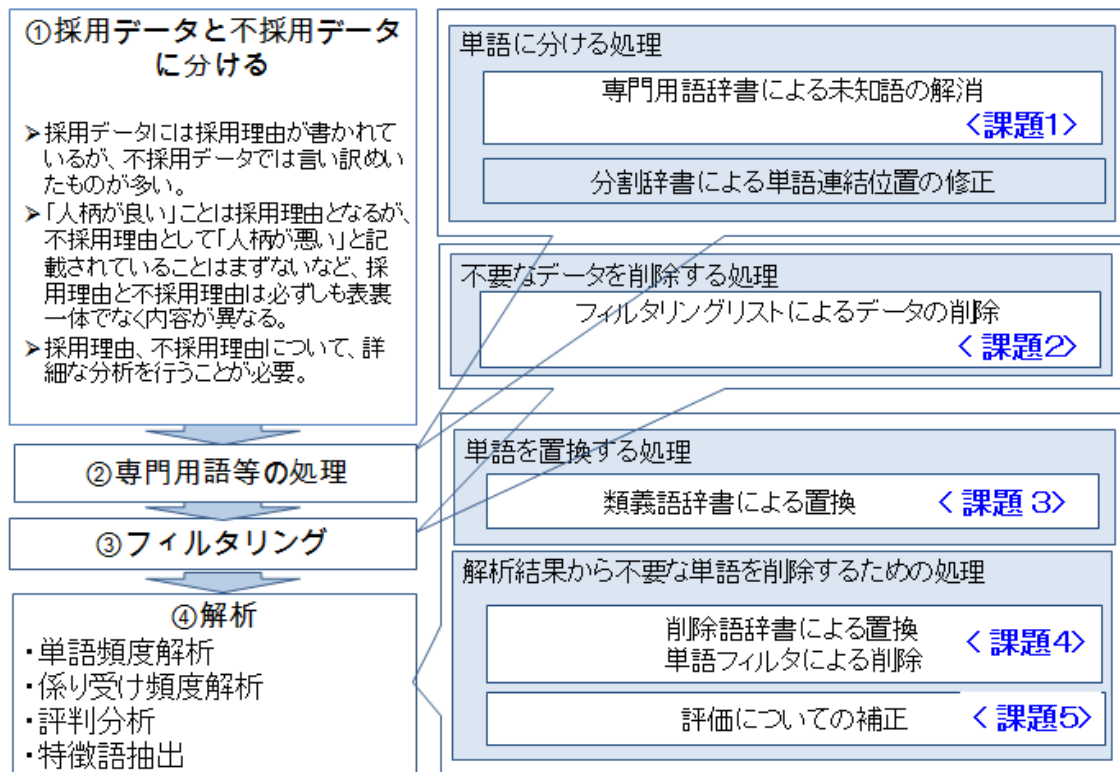 ①採用データと不採用データ
に分ける
➢採用データには採用理由が書かれて
いるが、不採用データでは言い訳めい
たものが多い。
➢「人柄が良い」ことは採用理由となるが、
不採用理由として「人柄が悪い」と記
載されていることはまずないなど、採
用理由と不採用理由は必ずしも表裏
一体でなく内容が異なる。
➢採用理由、不採用理由について、詳
細な分析を行うことが必要。
②専門用語等の処理
③フィルタリング
④解析
・単語頻度解析
・係り受け頻度解析
・評判分析
・特徴語抽出
単語に分ける処理
専門用語辞書による未知語の解消
<課題1>
分割辞書による単語連結位置の修正
不要なデータを削除する処理
フィルタリングリストによるデータの削除
<課題2>
単語を置換する処理
類義語辞書による置換 <課題3>
解析結果から不要な単語を削除するための処理
削除語辞書による置換
単語フィルタによる削除 <課題4>
評価についての補正 <課題5>